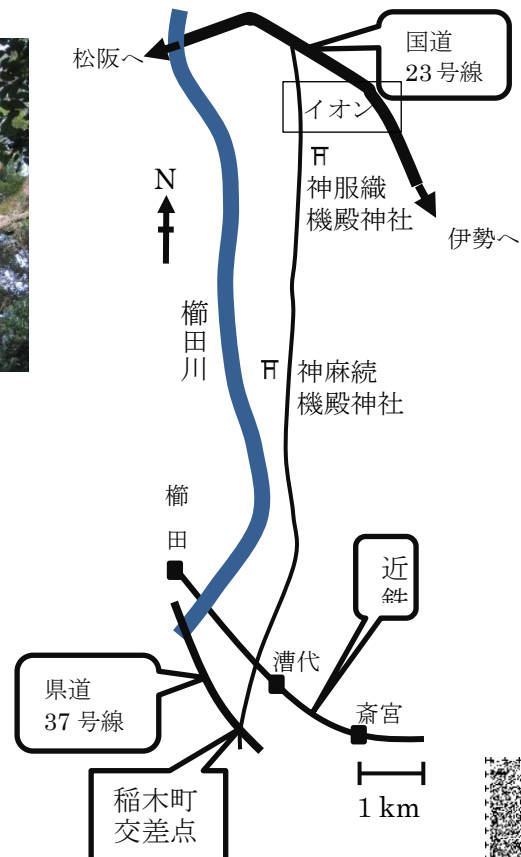 国道
23号線
松阪へ
イオン
神服織
機殿神社
N
伊勢へ
櫛田川
神麻続
機殿神社
櫛田
近鉄
漕代
県道
37号線
斎宮
稲木町
交差点
1 km